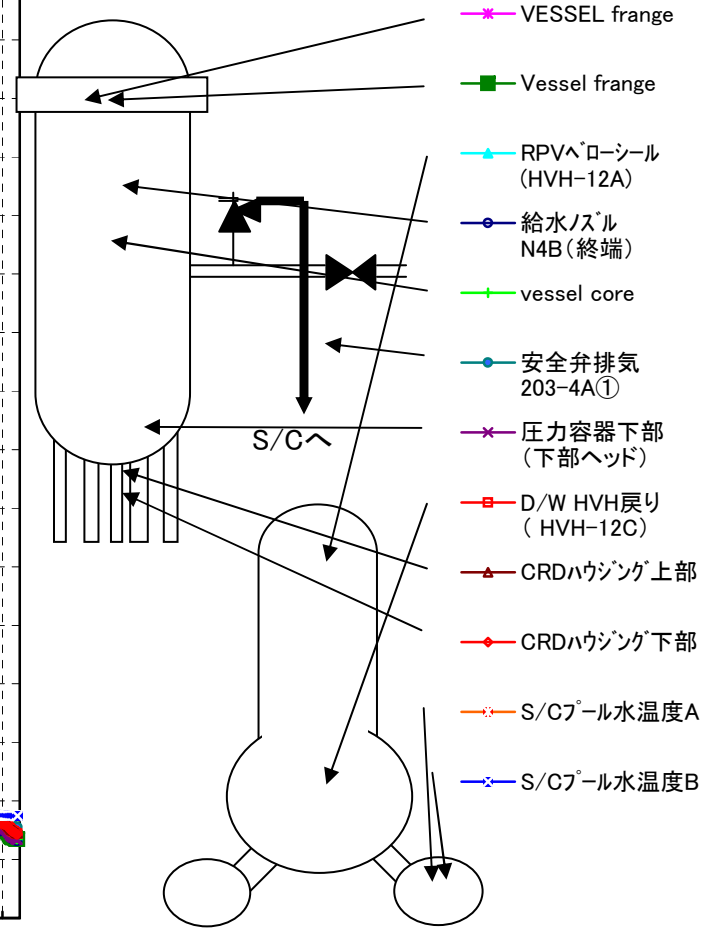 VESSEL frange
Vessel frange
RPVベローシール
(HVH-12A)
給水ノズル
N4B(終端)
vessel core
安全弁排気
203-4A①
圧力容器下部
(下部ヘッド)
D/W HVH戻り
( HVH-12C)
CRDハウジング上部
CRDハウジング下部
S/Cプール水温度A
S/Cプール水温度B
S/Cへ